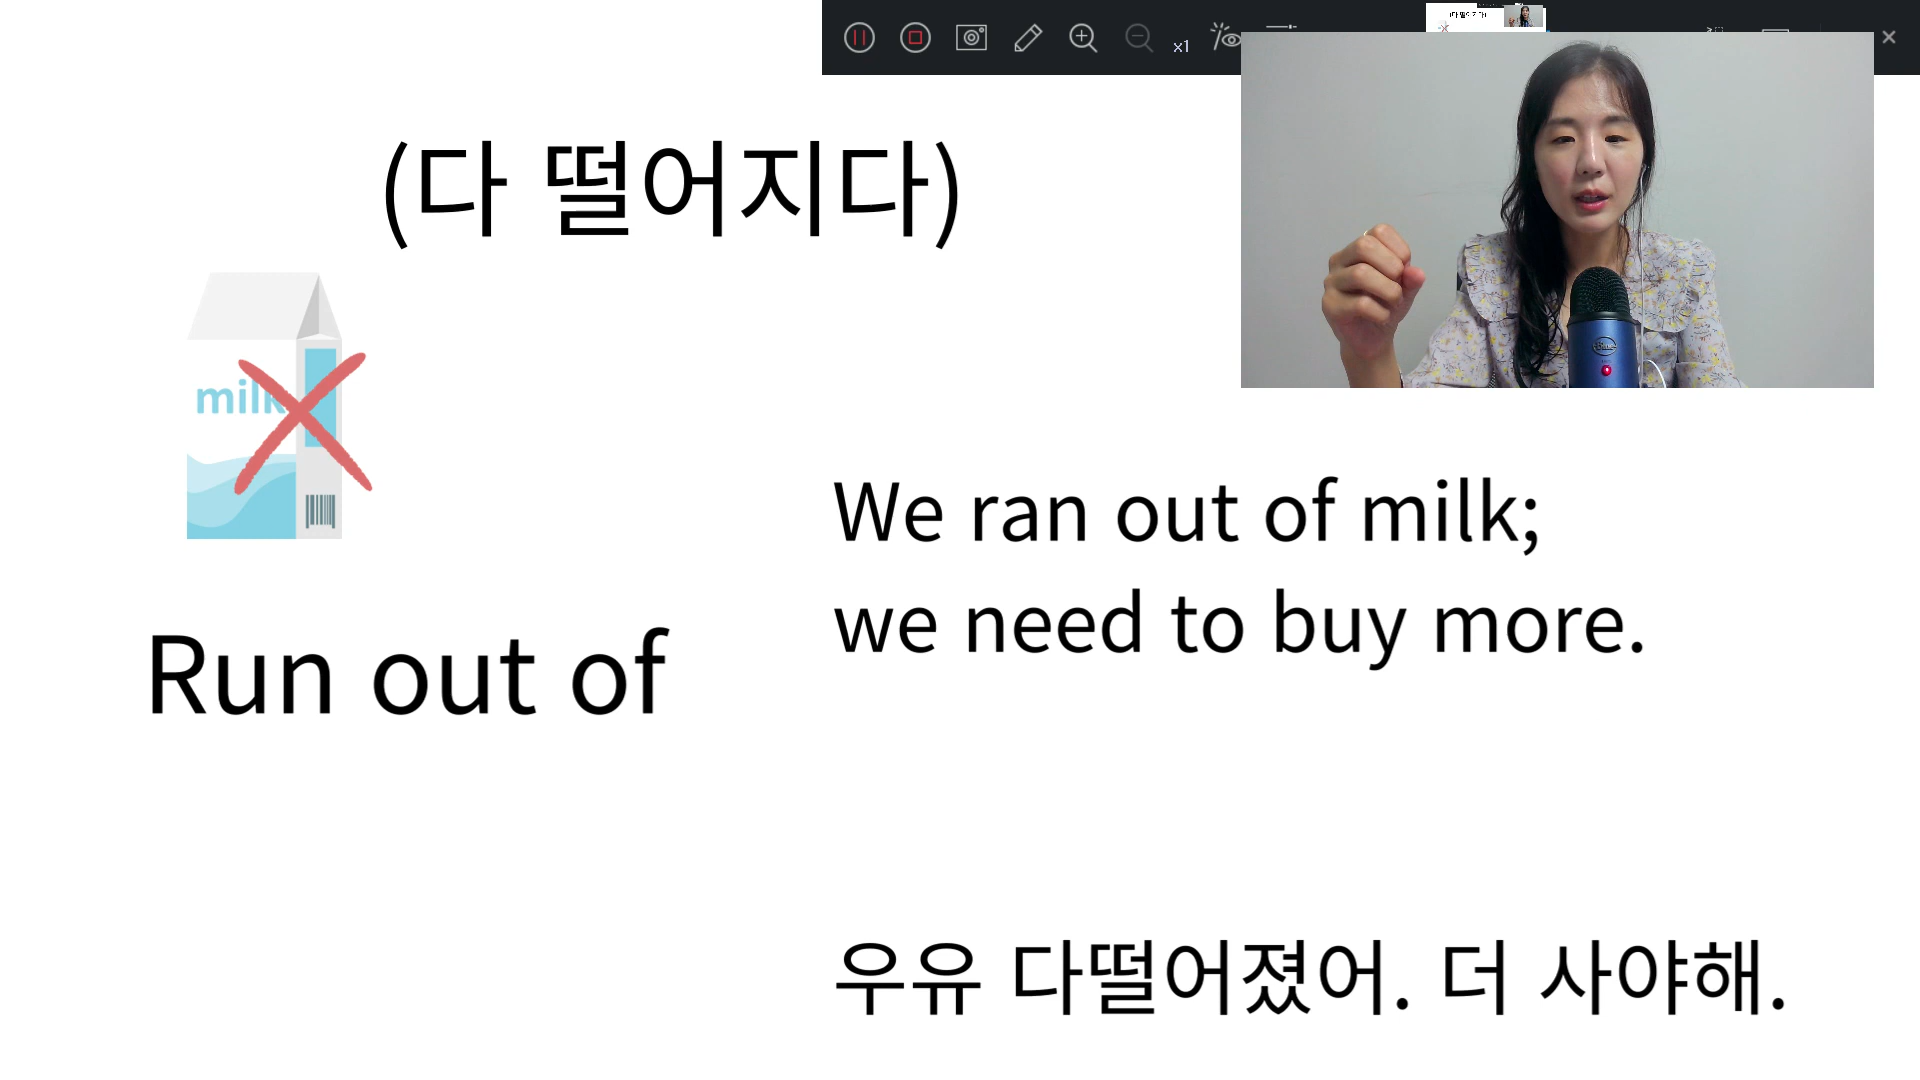 x1
(다 떨어지다)
milk
Run out of
We ran out of milk;
we need to buy more.
우유 다떨어졌어. 더 사야해.